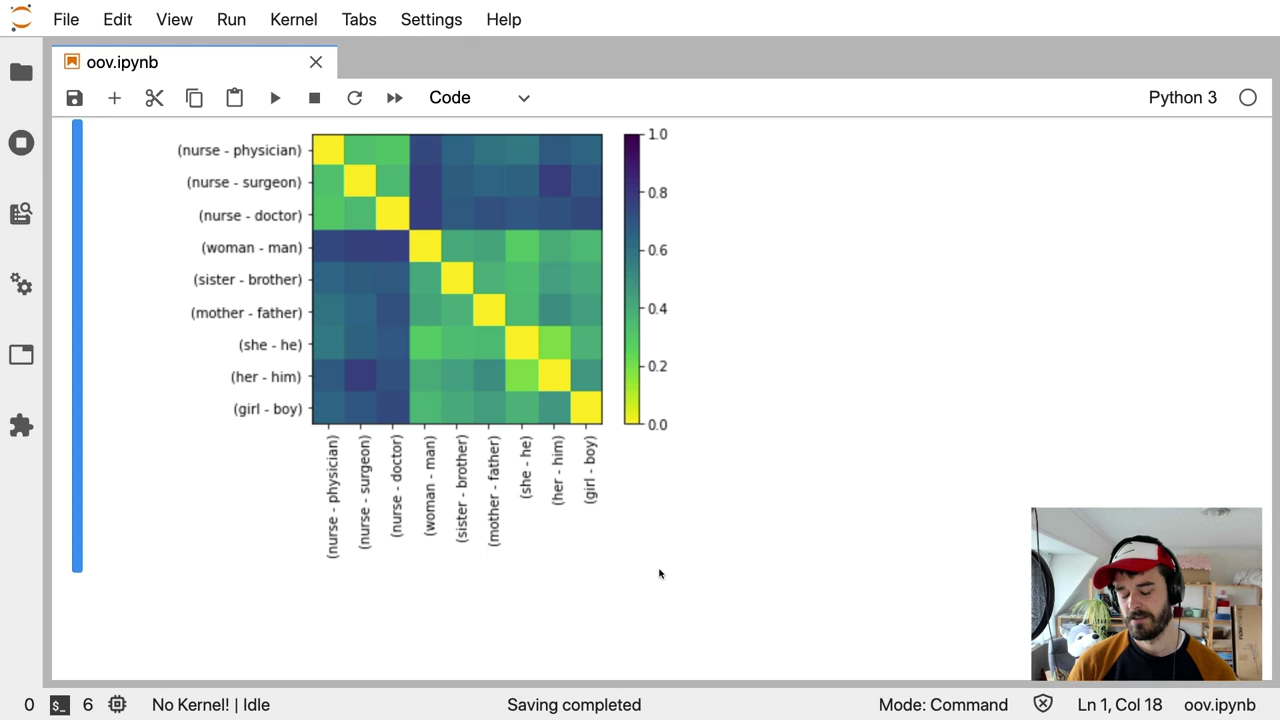 File Edit View Run Kernel Tabs Settings Help
oov.ipynb
Code
Python 3
(nurse - physician)
(nurse - surgeon)
(nurse - doctor)
(woman - man)
(sister - brother)
(mother - father)
(she - he)
(her - him)
(girl - boy)
1.0
0.8
0.6
0.4
0.2
0.0
(nurse - physician)
(nurse - surgeon)
(nurse - doctor)
(woman - man)
(sister - brother)
(mother - father)
(she - he)
(her - him)
(girl - boy)
0 $_ 6 No Kernel! | Idle Saving completed Mode: Command Ln 1, Col 18 oov.ipynb